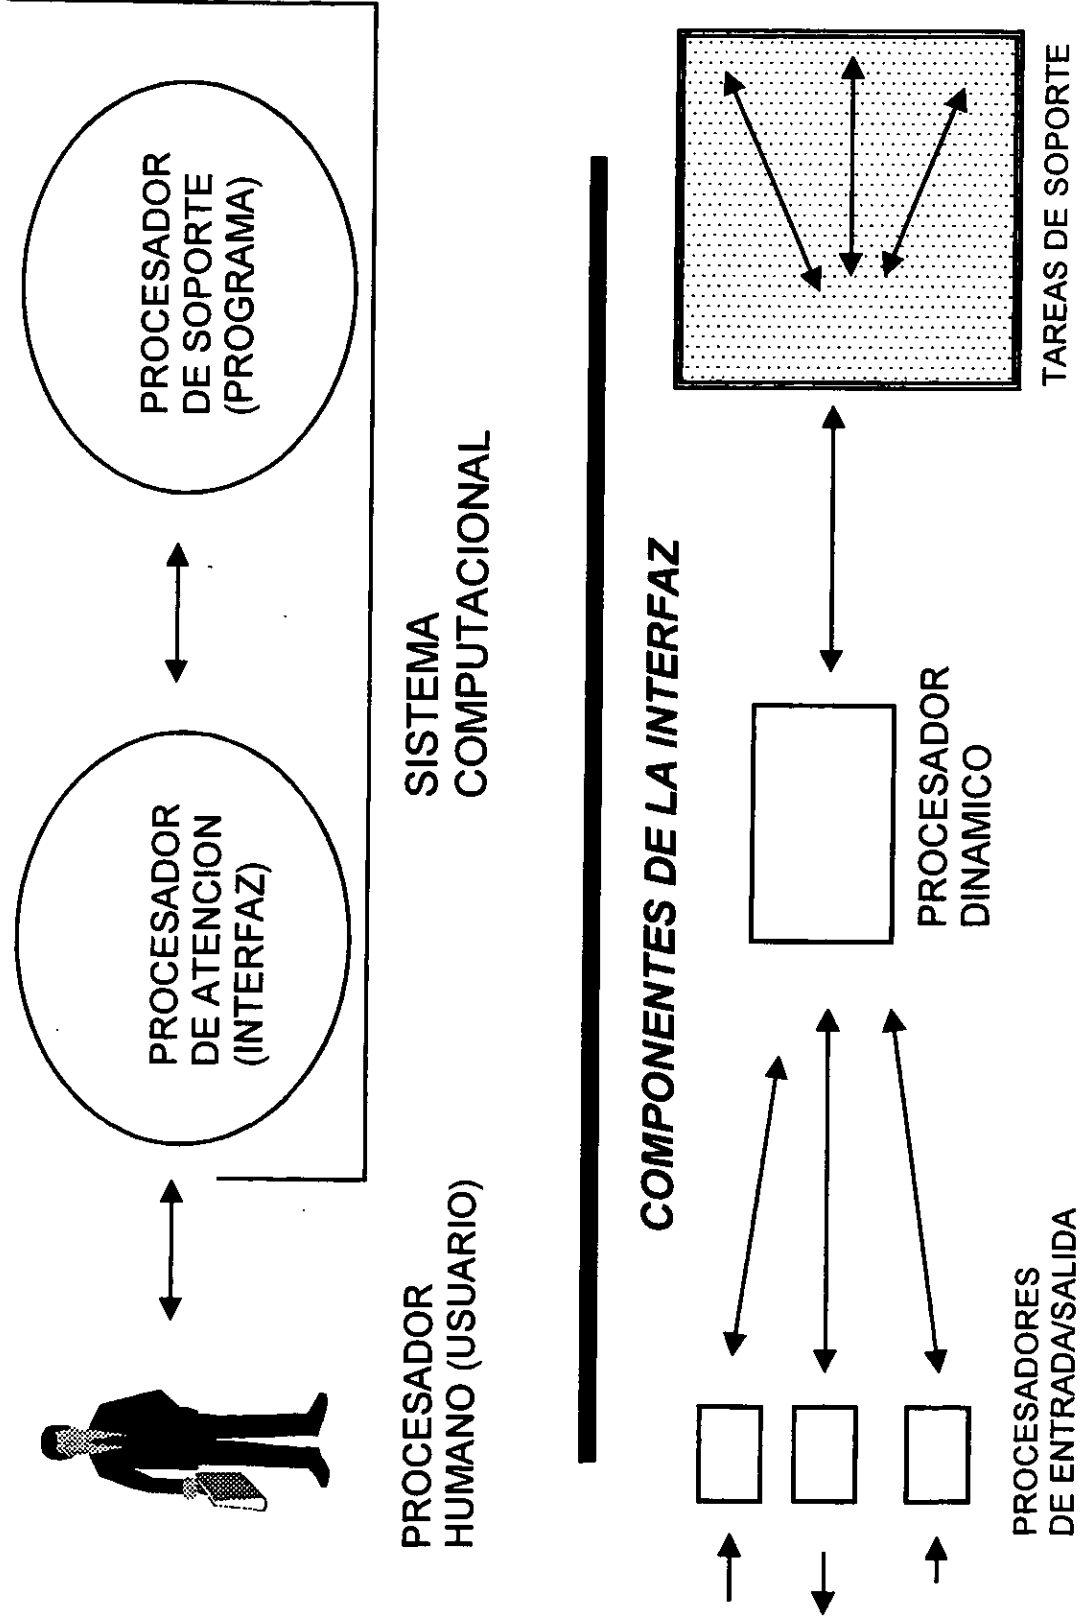 PROCESADOR
HUMANO (USUARIO)
PROCESADOR
DE ATENCION
(INTERFAZ)
PROCESADOR
DE SOPORTE
(PROGRAMA)
SISTEMA
COMPUTACIONAL
COMPONENTES DE LA INTERFAZ
PROCESADORES
DE ENTRADA/SALIDA
PROCESADOR
DINAMICO
TAREAS DE SOPORTE